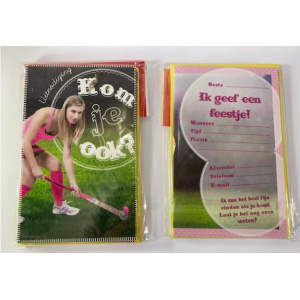 Uitnodiging
Kom
je
ook?
Beste
Ik geef een
feestje!
Wanneer
Tijd
Plaats
Afzender
Telefoon
E-mail
Ik zou het heel fijn
vinden als je komt.
Laat je het nog even
weten?